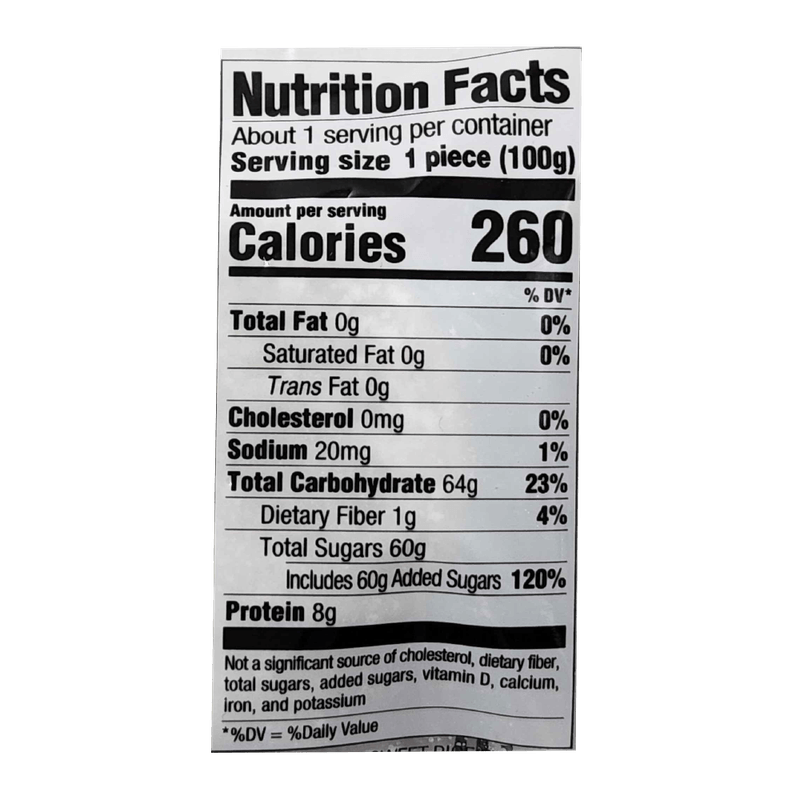 Nutrition Facts
About 1 serving per container
Serving size 1 piece (100g)
Amount per serving
Calories 260
% DV*
Total Fat 0g 0%
Saturated Fat 0g 0%
Trans Fat 0g
Cholesterol 0mg 0%
Sodium 20mg 1%
Total Carbohydrate 64g 23%
Dietary Fiber 1g 4%
Total Sugars 60g
Includes 60g Added Sugars 120%
Protein 8g
Not a significant source of cholesterol, dietary fiber,
total sugars, added sugars, vitamin D, calcium,
iron, and potassium
*%DV = %Daily Value